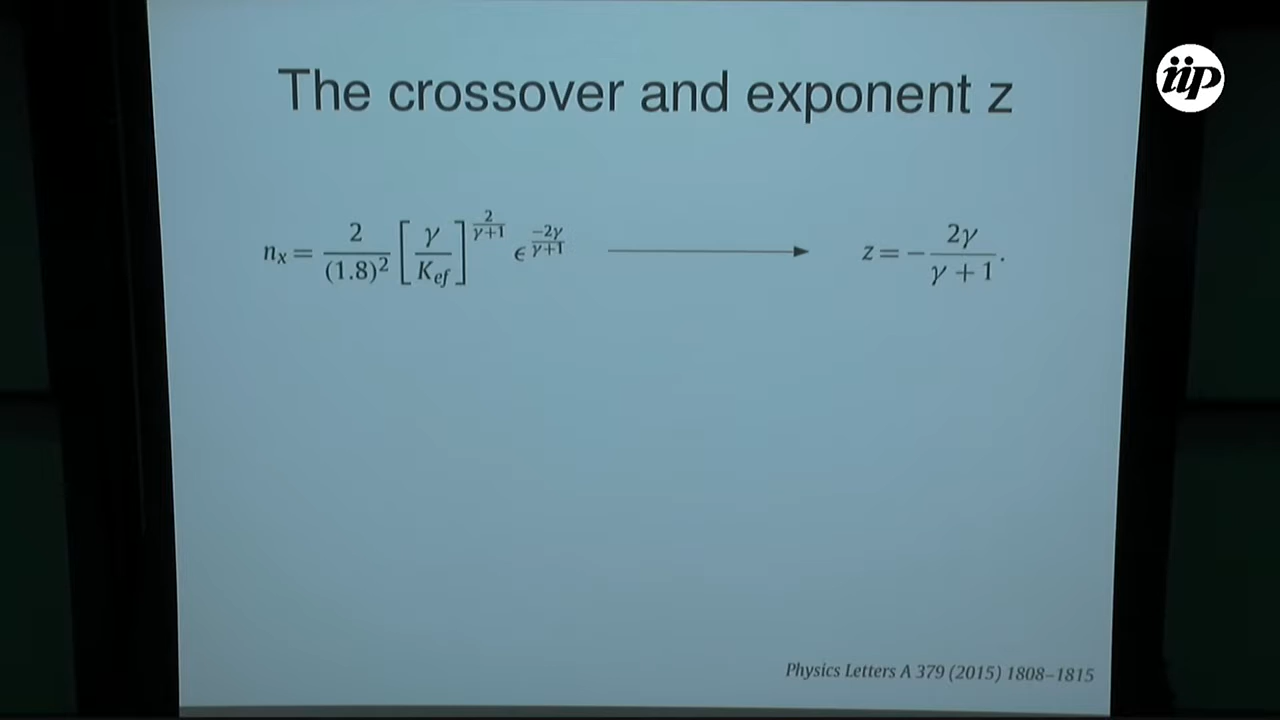 The crossover and exponent z
iip
nₓ = 2/(1.8)² [γ/K_ef]^(2/(γ+1)) ϵ^(−2γ/(γ+1)) ⟶ z = − 2γ/(γ + 1).
Physics Letters A 379 (2015) 1808–1815